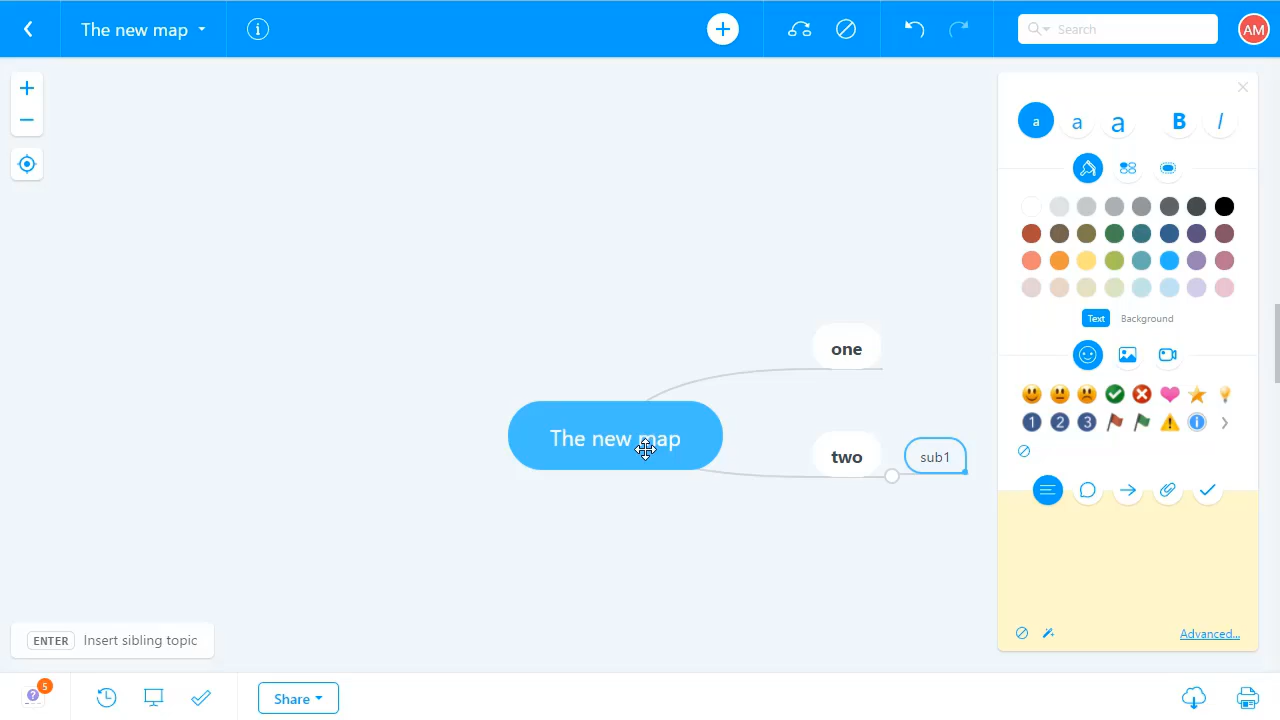 The new map
Search
AM
a a a B I
one
Text Background
The new map
two
sub1
1 2 3
ENTER Insert sibling topic
Advanced...
5
Share